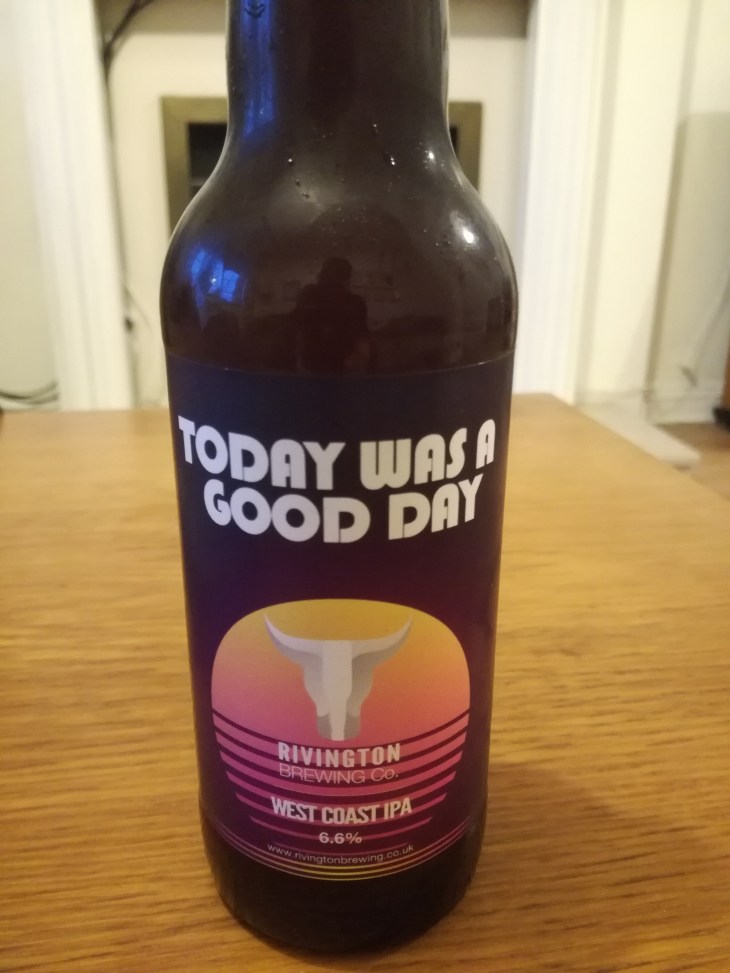 TODAY WAS A
GOOD DAY
RIVINGTON
BREWING Co.
WEST COAST IPA
6.6%
www.rivingtonbrewing.co.uk